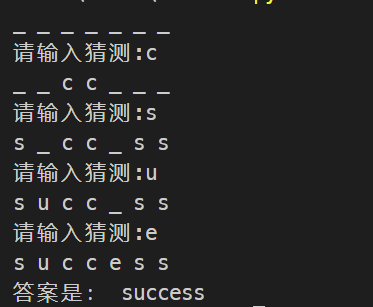 _ _ _ _ _ _ _
请输入猜测:c
_ _ c c _ _ _
请输入猜测:s
s _ c c _ s s
请输入猜测:u
s u c c _ s s
请输入猜测:e
s u c c e s s
答案是: success